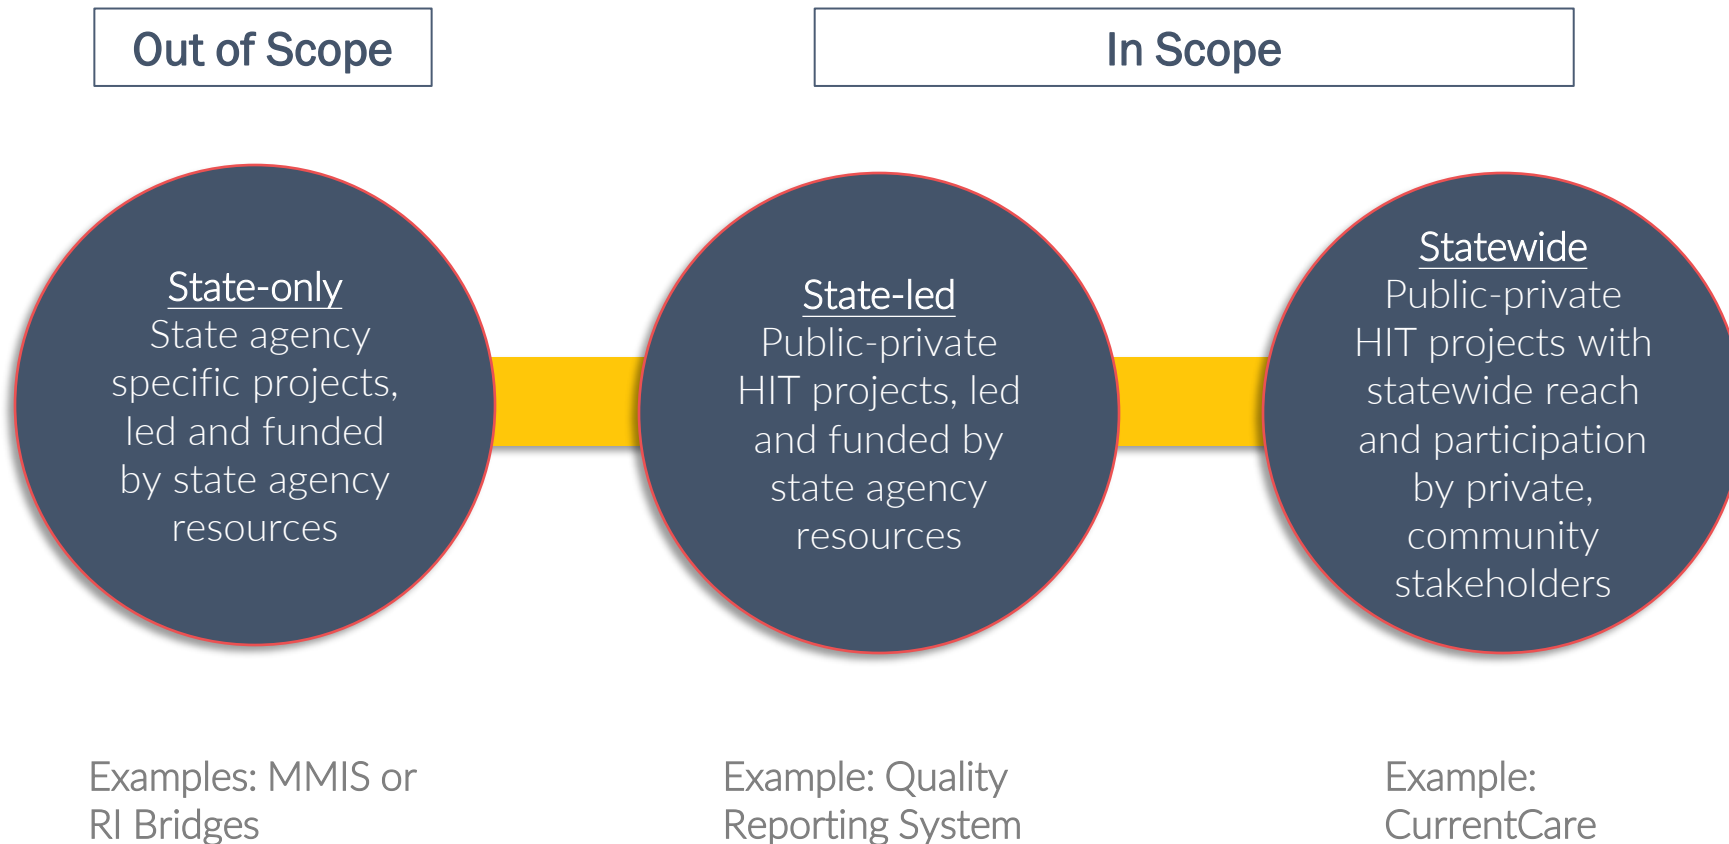 Out of Scope
In Scope
State-only
State agency
specific projects,
led and funded
by state agency
resources
State-led
Public-private
HIT projects, led
and funded by
state agency
resources
Statewide
Public-private
HIT projects with
statewide reach
and participation
by private,
community
stakeholders
Examples: MMIS or
RI Bridges
Example: Quality
Reporting System
Example:
CurrentCare